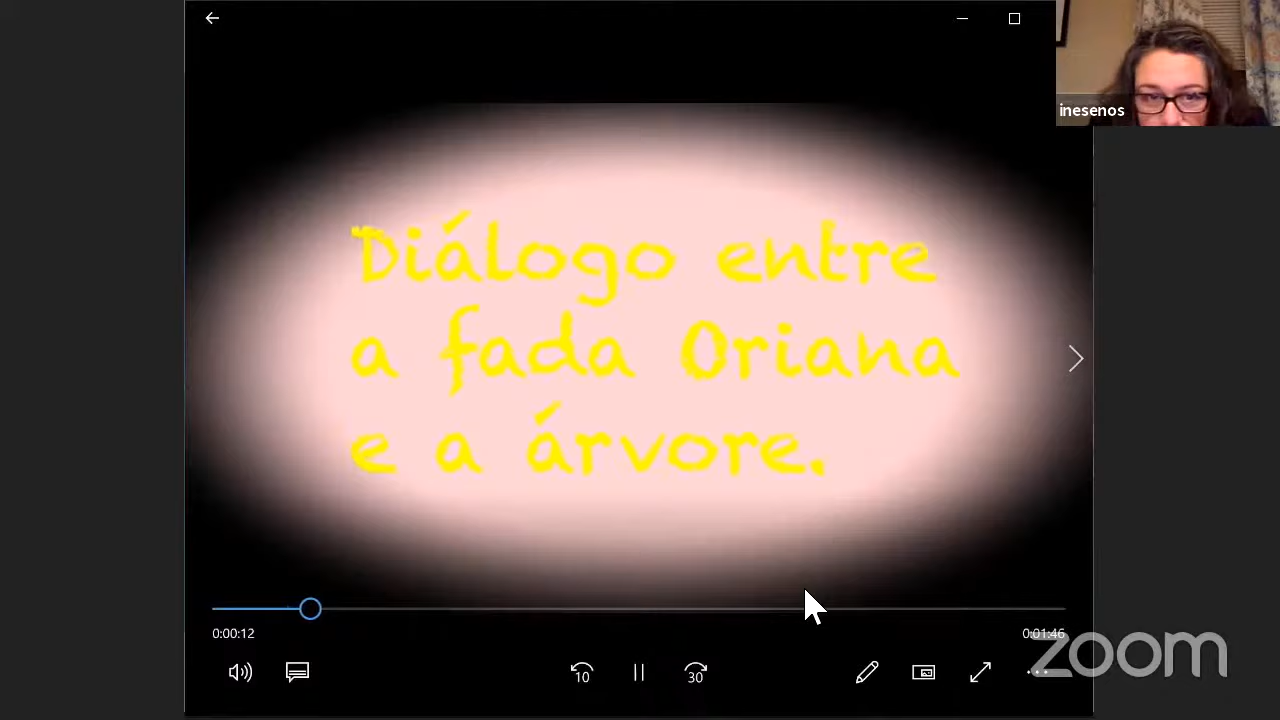 inesenos
Diálogo entre
a fada Oriana
e a árvore.
0:00:12
0:01:46
10
30
zoom